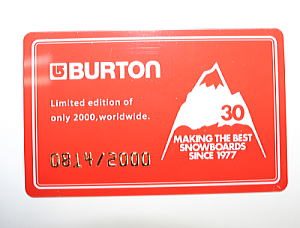 BURTON
Limited edition of
only 2000, worldwide.
0814/2000
30
MAKING THE BEST
SNOWBOARDS
SINCE 1977